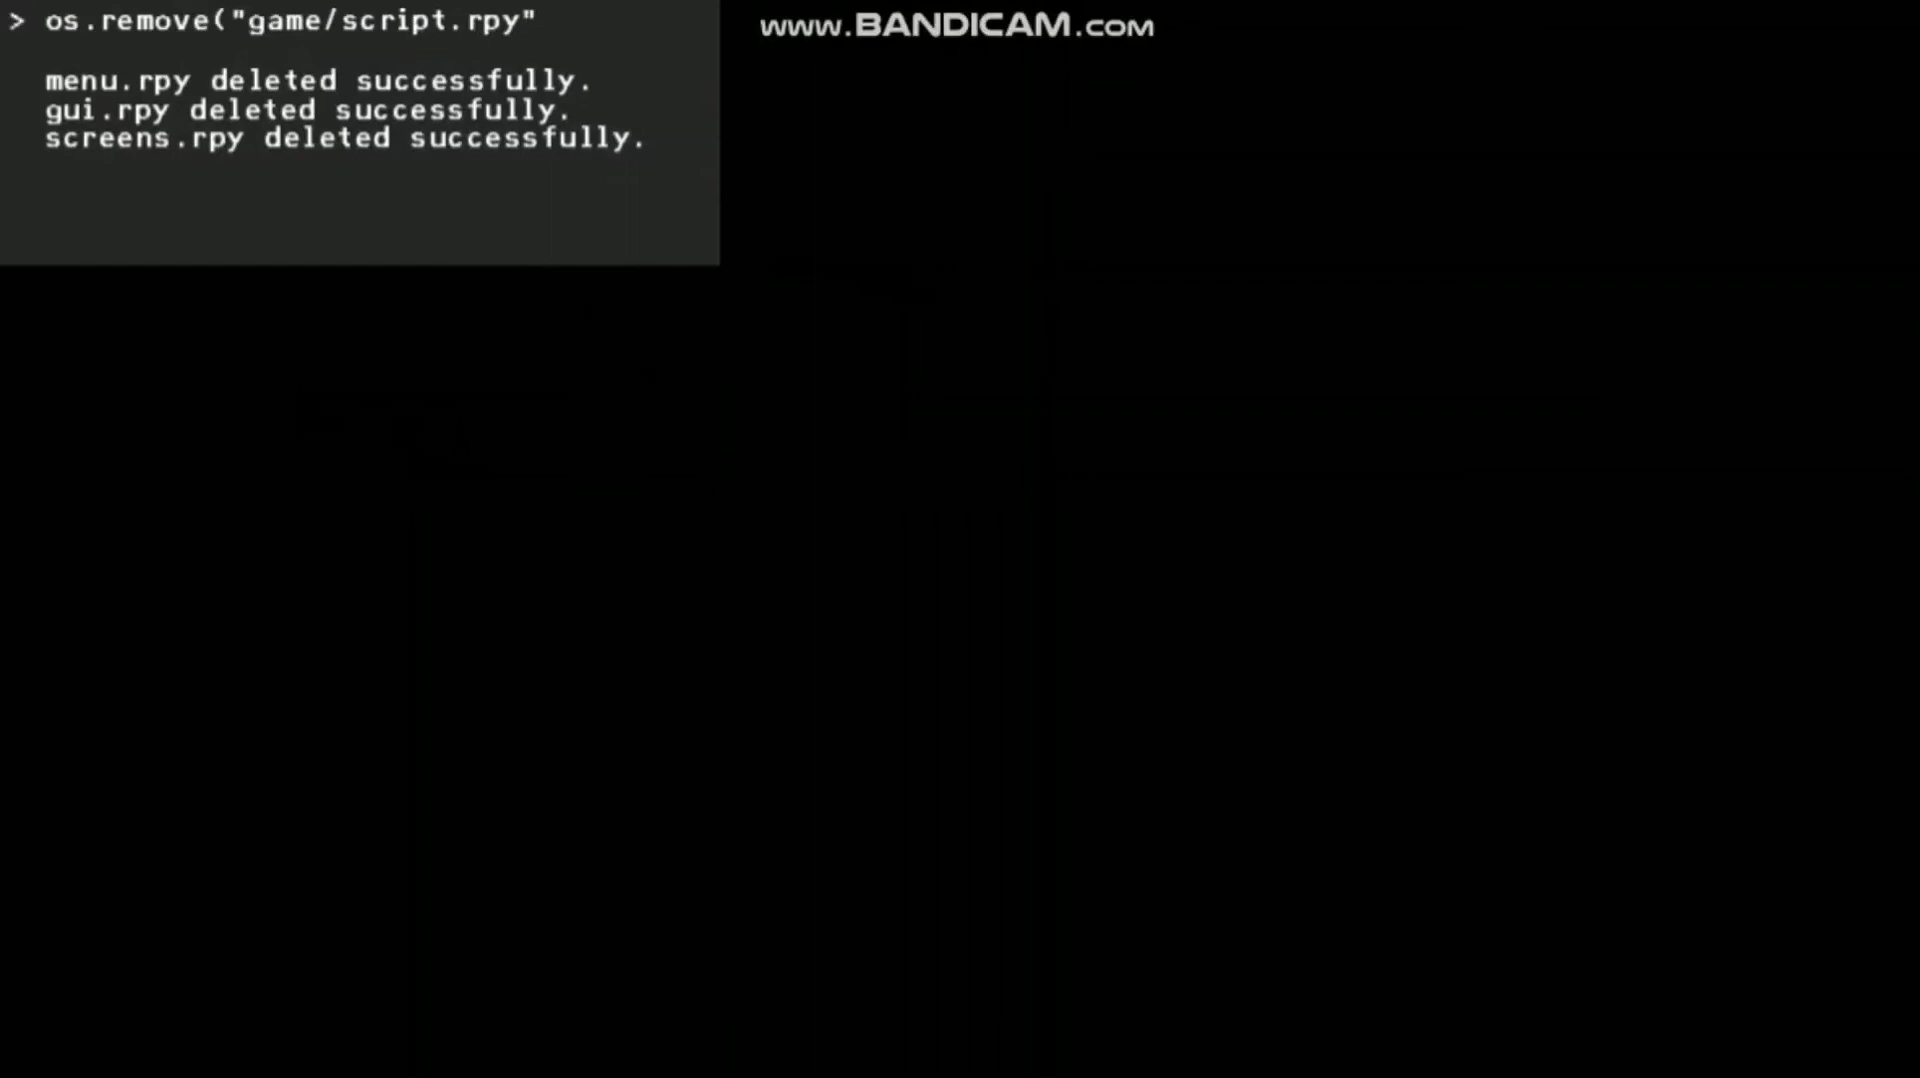 > os.remove("game/script.rpy"
www.BANDICAM.com
menu.rpy deleted successfully.
gui.rpy deleted successfully.
screens.rpy deleted successfully.